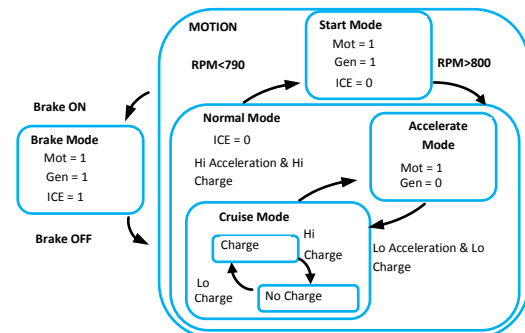 MOTION
Start Mode
Mot = 1
Gen = 1
ICE = 0
RPM<790
RPM>800
Brake ON
Brake Mode
Mot = 1
Gen = 1
ICE = 1
Brake OFF
Normal Mode
ICE = 0
Hi Acceleration & Hi
Charge
Accelerate
Mode
Mot = 1
Gen = 0
Cruise Mode
Charge
Hi
Charge
Lo
Charge
No Charge
Lo Acceleration & Lo
Charge